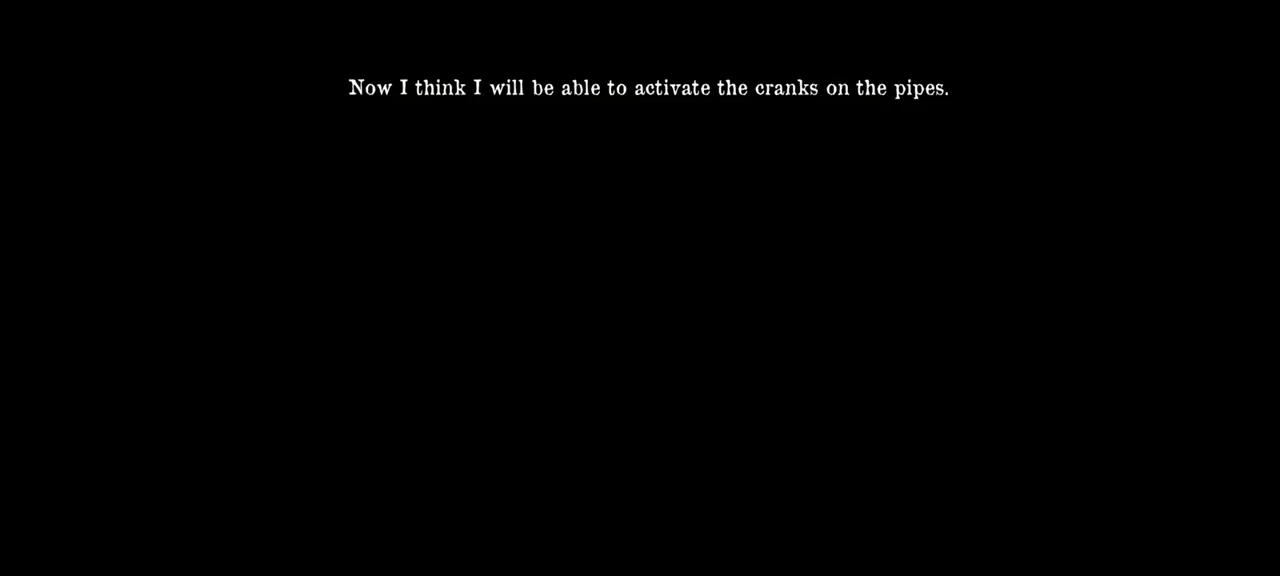 Now I think I will be able to activate the cranks on the pipes.